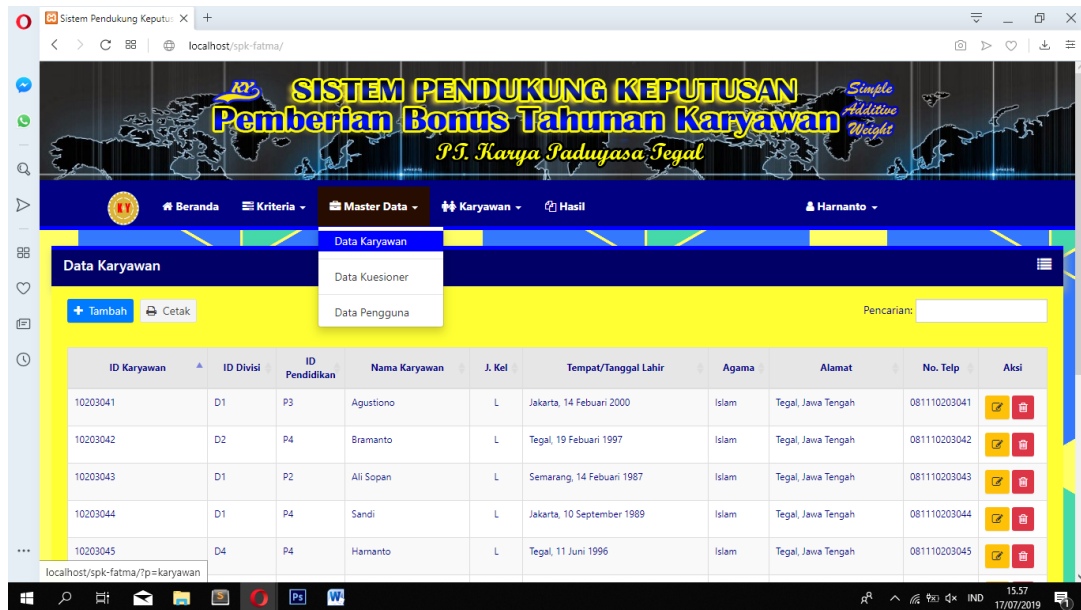 Sistem Pendukung Keputus
localhost/spk-fatma/
KY
SISTEM PENDUKUNG KEPUTUSAN
Pemberian Bonus Tahunan Karyawan
Simple
Additive
Weight
PT. Karya Paduyasa Tegal
KY
Beranda
Kriteria
Master Data
Karyawan
Hasil
Harnanto
Data Karyawan
Data Kuesioner
Data Pengguna
Data Karyawan
+ Tambah
Cetak
Pencarian:
ID Karyawan ID Divisi ID Pendidikan Nama Karyawan J. Kel Tempat/Tanggal Lahir Agama Alamat No. Telp Aksi
10203041 D1 P3 Agustiono L Jakarta, 14 Febuari 2000 Islam Tegal, Jawa Tengah 081110203041
10203042 D2 P4 Bramanto L Tegal, 19 Febuari 1997 Islam Tegal, Jawa Tengah 081110203042
10203043 D1 P2 Ali Sopan L Semarang, 14 Febuari 1987 Islam Tegal, Jawa Tengah 081110203043
10203044 D1 P4 Sandi L Jakarta, 10 September 1989 Islam Tegal, Jawa Tengah 081110203044
10203045 D4 P4 Harnanto L Tegal, 11 Juni 1996 Islam Tegal, Jawa Tengah 081110203045
localhost/spk-fatma/?p=karyawan
S
Ps
W
IND
15.57
17/07/2019